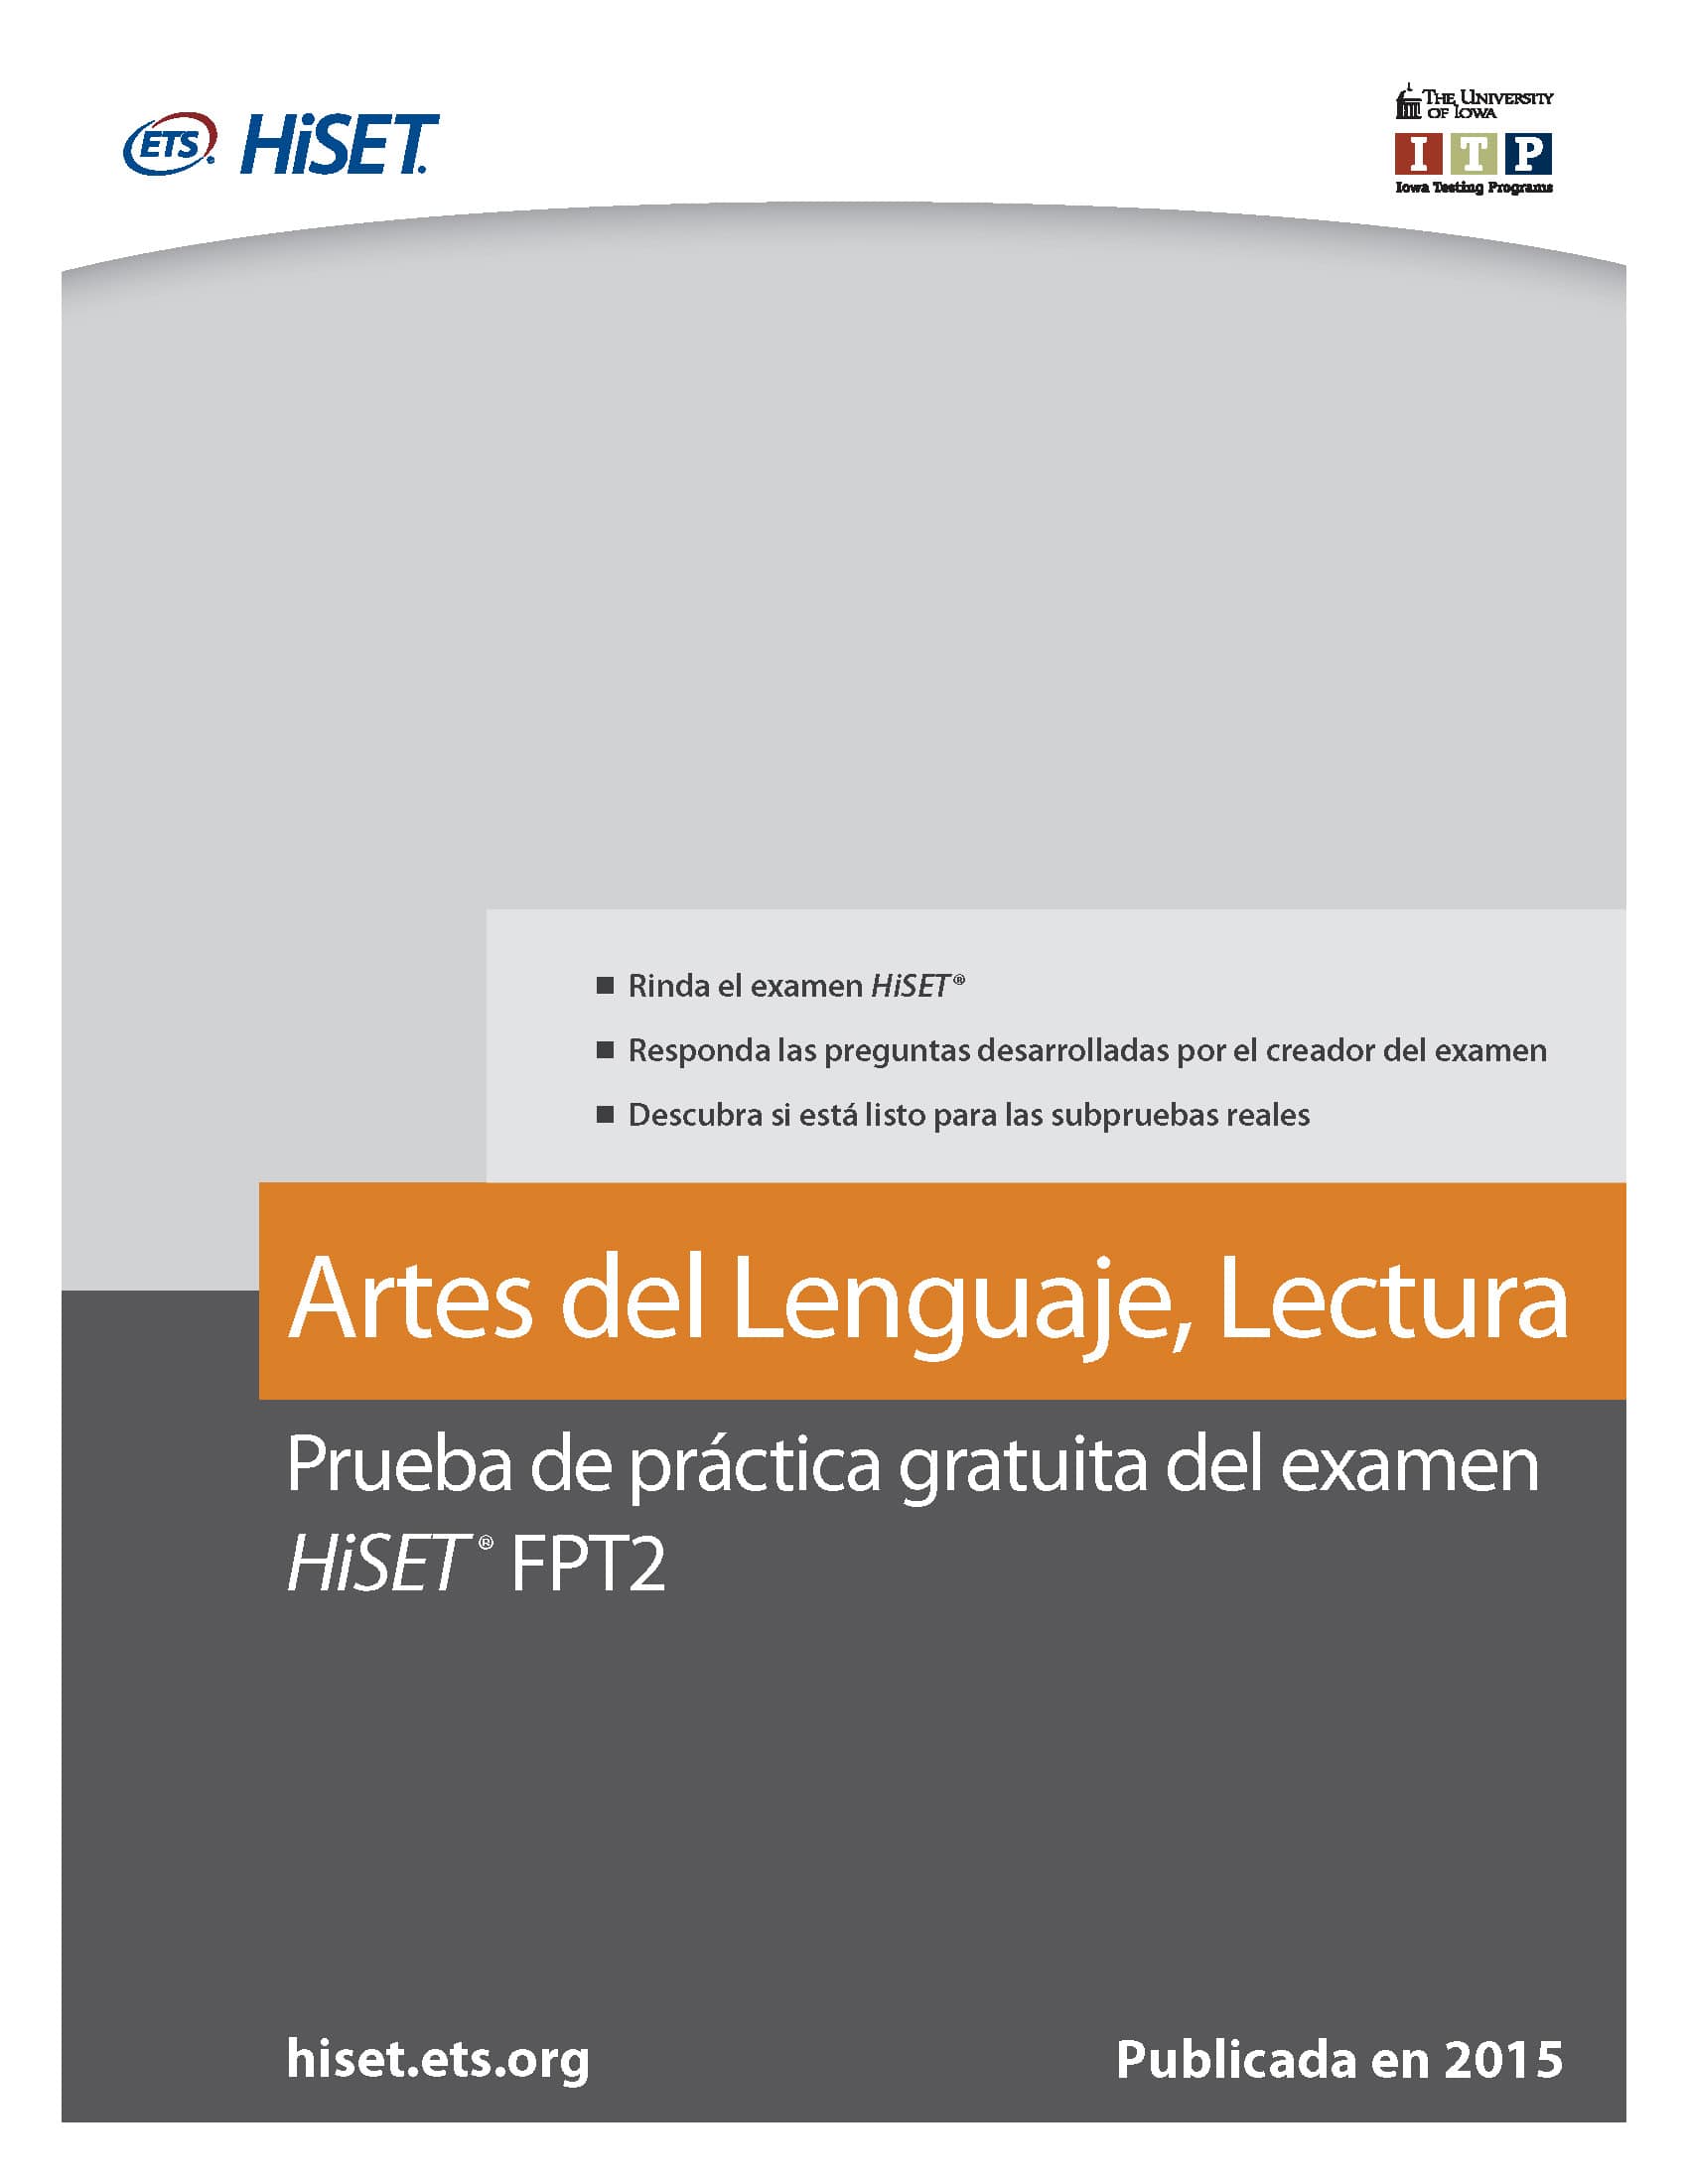 ETS® HiSET®
THE UNIVERSITY
OF IOWA
ITP
Iowa Testing Programs
■ Rinda el examen HiSET®
■ Responda las preguntas desarrolladas por el creador del examen
■ Descubra si está listo para las subpruebas reales
Artes del Lenguaje, Lectura
Prueba de práctica gratuita del examen
HiSET® FPT2
hiset.ets.org Publicada en 2015